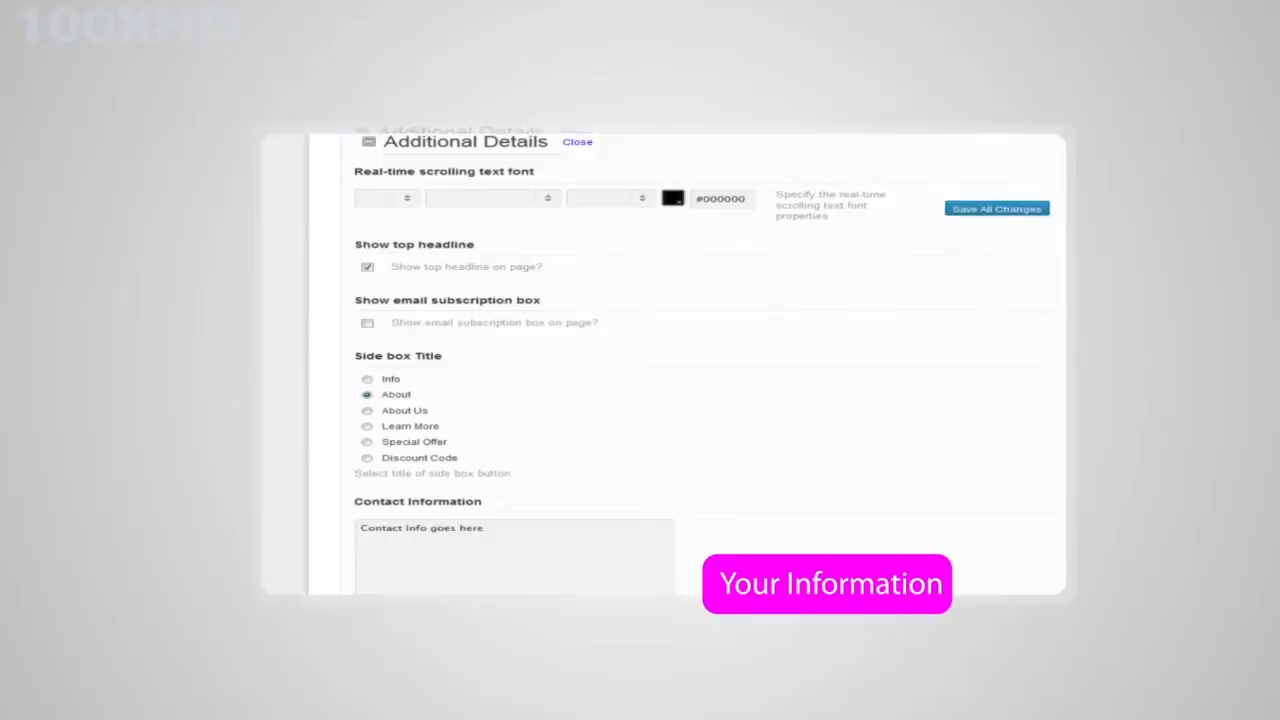 100XHD
Additional Details Close
Real-time scrolling text font
#000000
Specify the real-time
scrolling text font
properties
Save All Changes
Show top headline
Show top headline on page?
Show email subscription box
Show email subscription box on page?
Side box Title
Info
About
About Us
Learn More
Special Offer
Discount Code
Select title of side box button
Contact Information
Contact Info goes here
Your Information